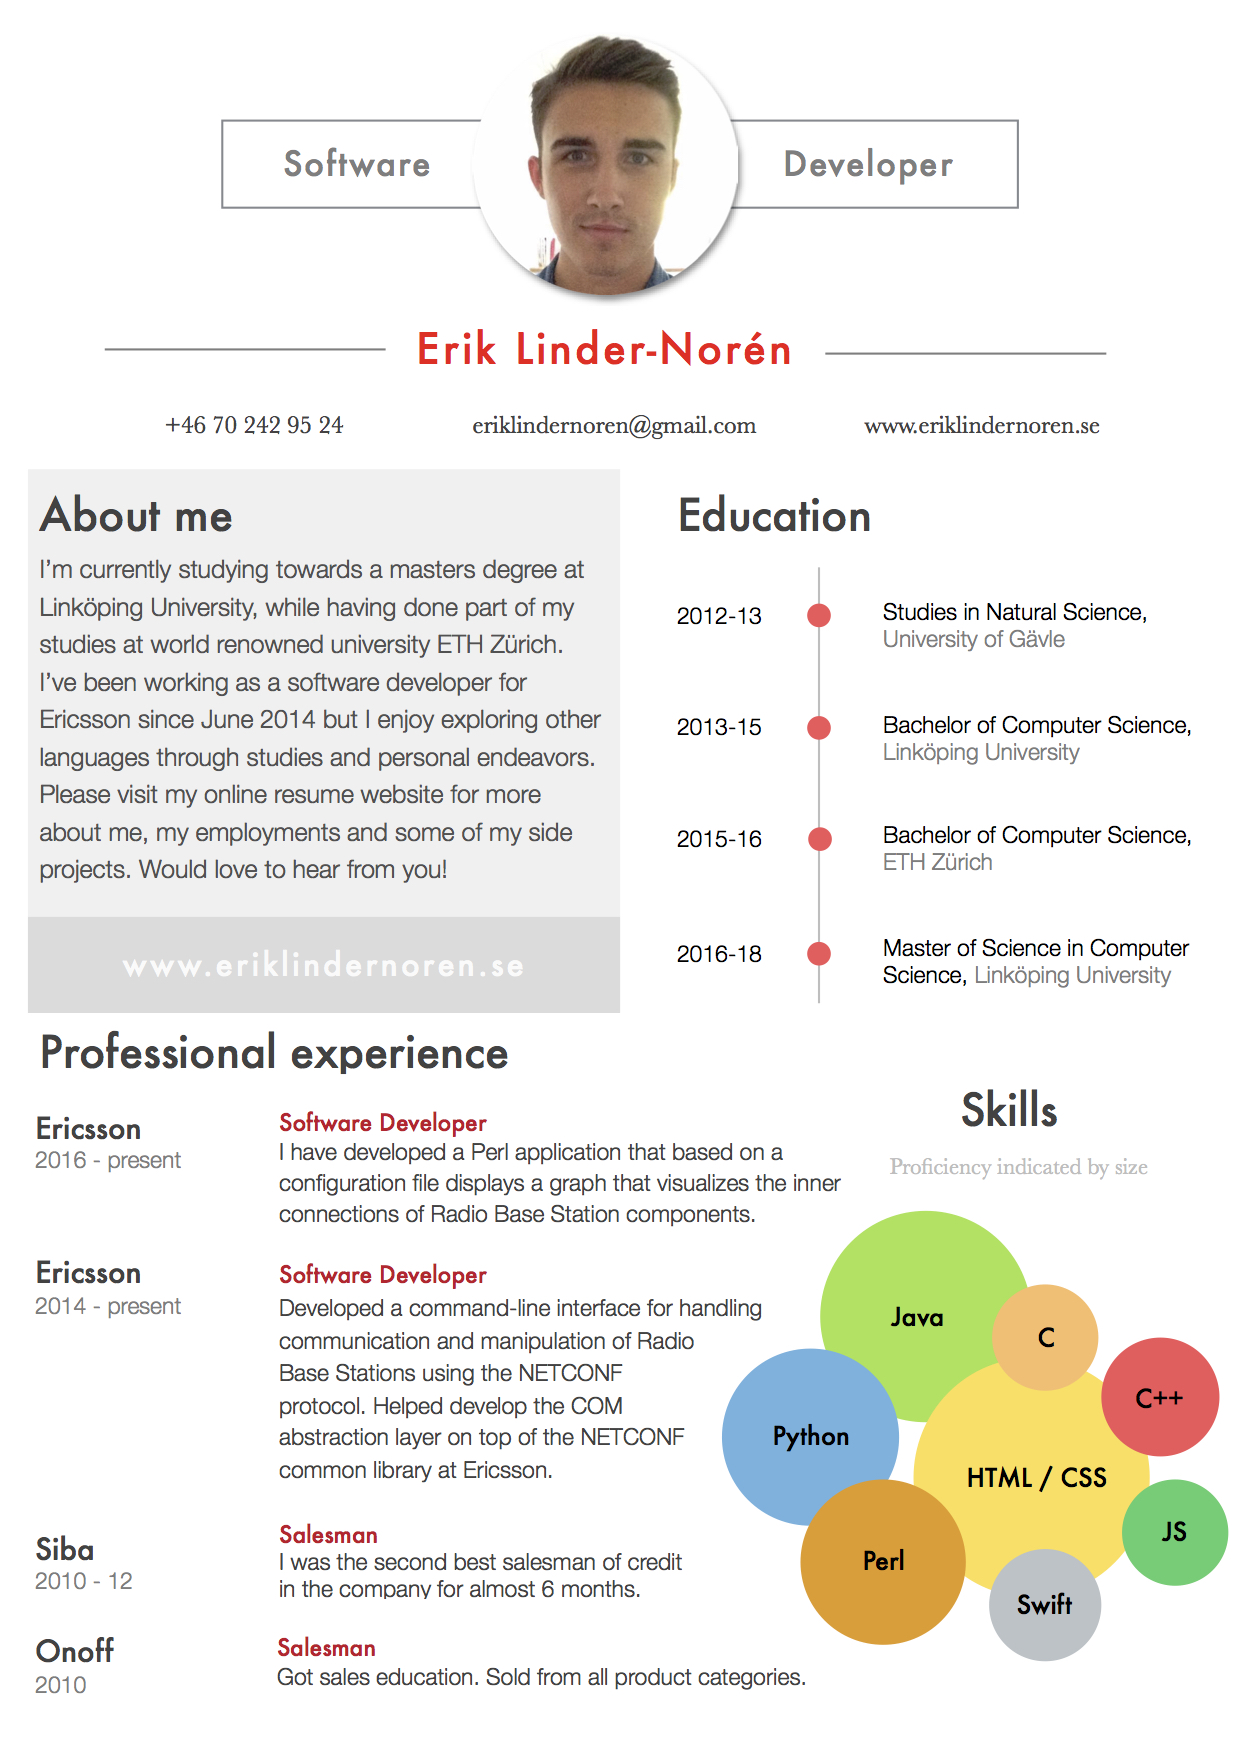 Software
Developer
Erik Linder-Norén
+46 70 242 95 24
eriklindernoren@gmail.com
www.eriklindernoren.se
About me
I'm currently studying towards a masters degree at
Linköping University, while having done part of my
studies at world renowned university ETH Zürich.
I've been working as a software developer for
Ericsson since June 2014 but I enjoy exploring other
languages through studies and personal endeavors.
Please visit my online resume website for more
about me, my employments and some of my side
projects. Would love to hear from you!
www.eriklindernoren.se
Education
2012-13
Studies in Natural Science,
University of Gävle
2013-15
Bachelor of Computer Science,
Linköping University
2015-16
Bachelor of Computer Science,
ETH Zürich
2016-18
Master of Science in Computer
Science, Linköping University
Professional experience
Ericsson
2016 - present
Software Developer
I have developed a Perl application that based on a
configuration file displays a graph that visualizes the inner
connections of Radio Base Station components.
Ericsson
2014 - present
Software Developer
Developed a command-line interface for handling
communication and manipulation of Radio
Base Stations using the NETCONF
protocol. Helped develop the COM
abstraction layer on top of the NETCONF
common library at Ericsson.
Siba
2010 - 12
Salesman
I was the second best salesman of credit
in the company for almost 6 months.
Onoff
2010
Salesman
Got sales education. Sold from all product categories.
Skills
Proficiency indicated by size
Java
C
C++
Python
HTML / CSS
JS
Perl
Swift